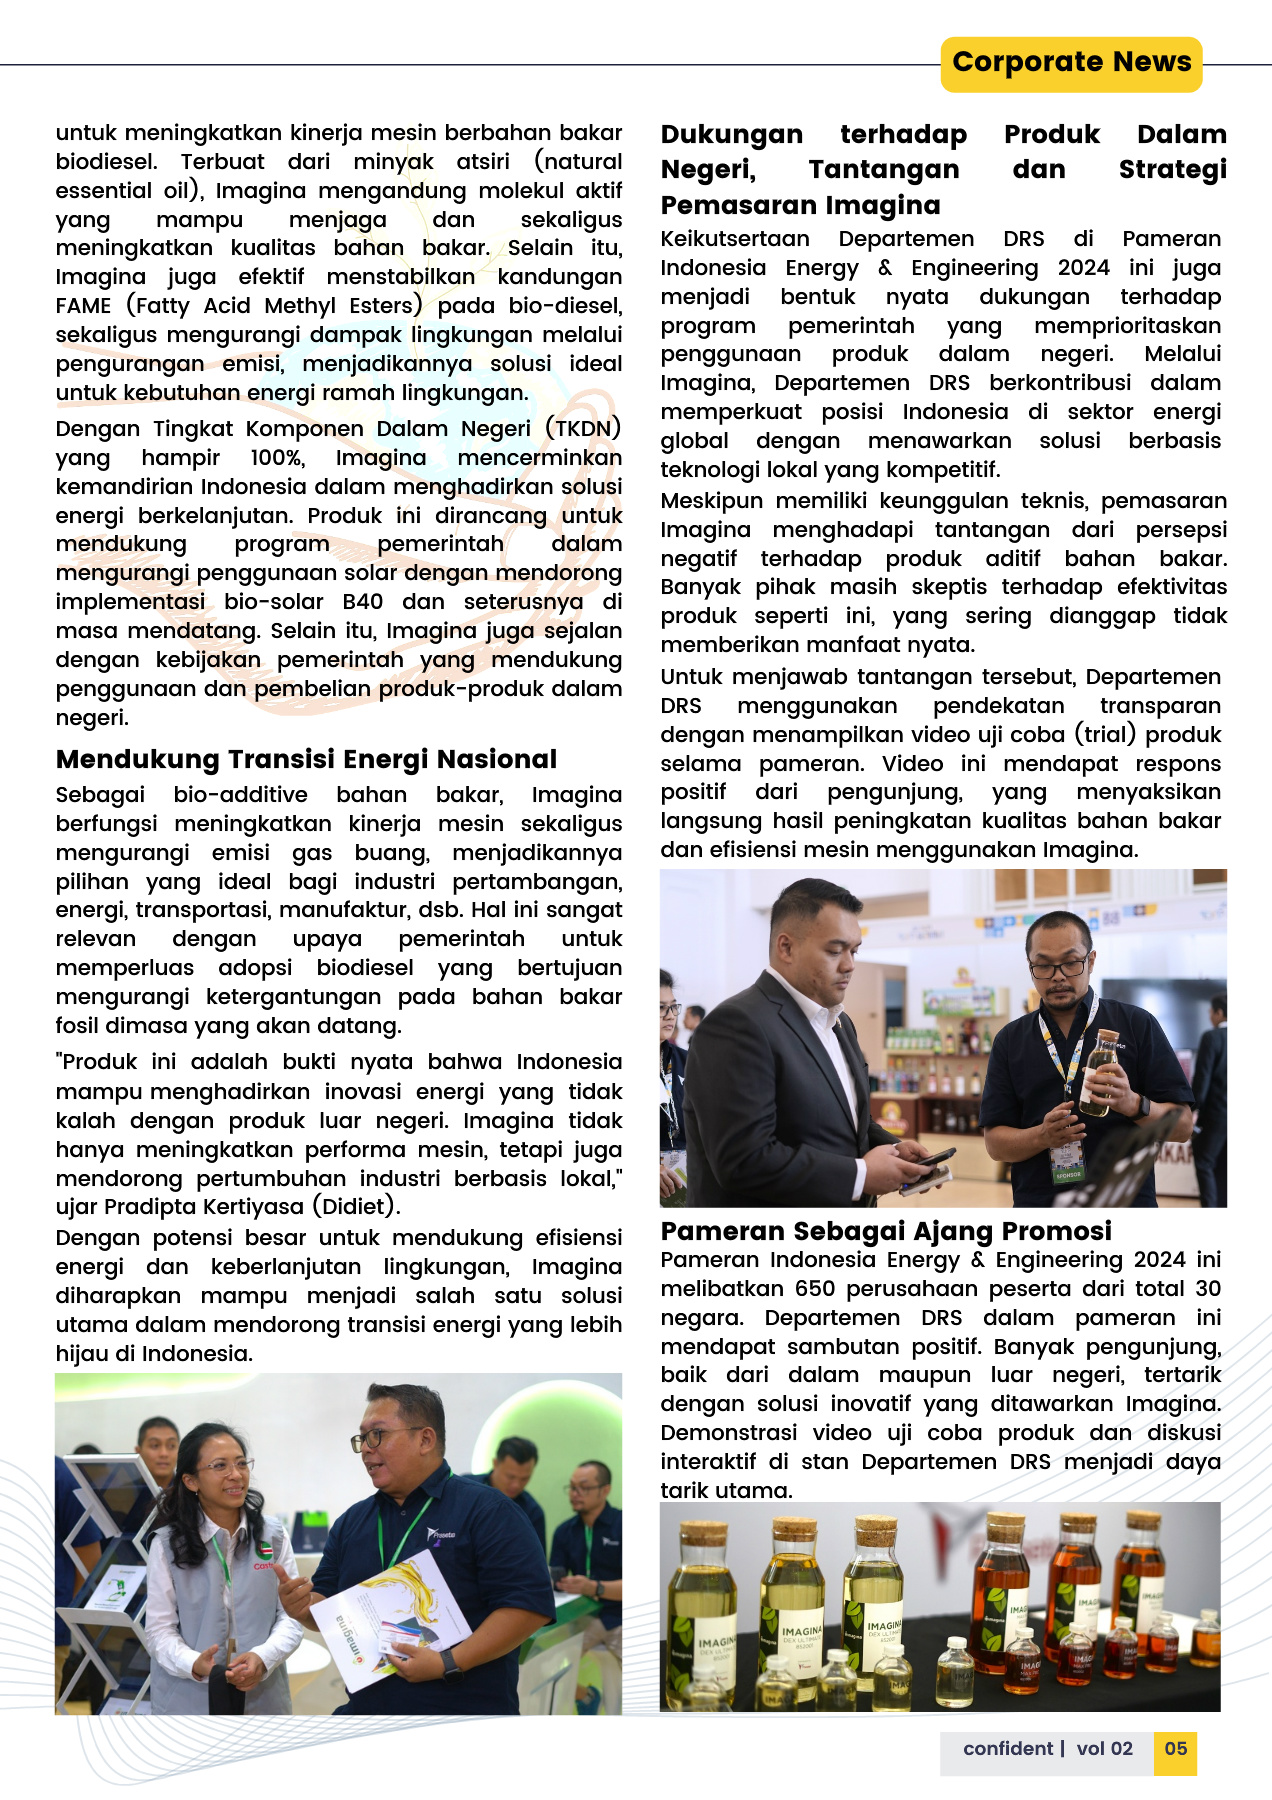 Corporate News
untuk meningkatkan kinerja mesin berbahan bakar
biodiesel. Terbuat dari minyak atsiri (natural
essential oil), Imagina mengandung molekul aktif
yang mampu menjaga dan sekaligus
meningkatkan kualitas bahan bakar. Selain itu,
Imagina juga efektif menstabilkan kandungan
FAME (Fatty Acid Methyl Esters) pada bio-diesel,
sekaligus mengurangi dampak lingkungan melalui
pengurangan emisi, menjadikannya solusi ideal
untuk kebutuhan energi ramah lingkungan.
Dengan Tingkat Komponen Dalam Negeri (TKDN)
yang hampir 100%, Imagina mencerminkan
kemandirian Indonesia dalam menghadirkan solusi
energi berkelanjutan. Produk ini dirancang untuk
mendukung program pemerintah dalam
mengurangi penggunaan solar dengan mendorong
implementasi bio-solar B40 dan seterusnya di
masa mendatang. Selain itu, Imagina juga sejalan
dengan kebijakan pemerintah yang mendukung
penggunaan dan pembelian produk-produk dalam
negeri.
Mendukung Transisi Energi Nasional
Sebagai bio-additive bahan bakar, Imagina
berfungsi meningkatkan kinerja mesin sekaligus
mengurangi emisi gas buang, menjadikannya
pilihan yang ideal bagi industri pertambangan,
energi, transportasi, manufaktur, dsb. Hal ini sangat
relevan dengan upaya pemerintah untuk
memperluas adopsi biodiesel yang bertujuan
mengurangi ketergantungan pada bahan bakar
fosil dimasa yang akan datang.
"Produk ini adalah bukti nyata bahwa Indonesia
mampu menghadirkan inovasi energi yang tidak
kalah dengan produk luar negeri. Imagina tidak
hanya meningkatkan performa mesin, tetapi juga
mendorong pertumbuhan industri berbasis lokal,"
ujar Pradipta Kertiyasa (Didiet).
Dengan potensi besar untuk mendukung efisiensi
energi dan keberlanjutan lingkungan, Imagina
diharapkan mampu menjadi salah satu solusi
utama dalam mendorong transisi energi yang lebih
hijau di Indonesia.
Prasetia
imagina
Dukungan terhadap Produk Dalam
Negeri, Tantangan dan Strategi
Pemasaran Imagina
Keikutsertaan Departemen DRS di Pameran
Indonesia Energy & Engineering 2024 ini juga
menjadi bentuk nyata dukungan terhadap
program pemerintah yang memprioritaskan
penggunaan produk dalam negeri. Melalui
Imagina, Departemen DRS berkontribusi dalam
memperkuat posisi Indonesia di sektor energi
global dengan menawarkan solusi berbasis
teknologi lokal yang kompetitif.
Meskipun memiliki keunggulan teknis, pemasaran
Imagina menghadapi tantangan dari persepsi
negatif terhadap produk aditif bahan bakar.
Banyak pihak masih skeptis terhadap efektivitas
produk seperti ini, yang sering dianggap tidak
memberikan manfaat nyata.
Untuk menjawab tantangan tersebut, Departemen
DRS menggunakan pendekatan transparan
dengan menampilkan video uji coba (trial) produk
selama pameran. Video ini mendapat respons
positif dari pengunjung, yang menyaksikan
langsung hasil peningkatan kualitas bahan bakar
dan efisiensi mesin menggunakan Imagina.
88
SPONSOR
Pameran Sebagai Ajang Promosi
Pameran Indonesia Energy & Engineering 2024 ini
melibatkan 650 perusahaan peserta dari total 30
negara. Departemen DRS dalam pameran ini
mendapat sambutan positif. Banyak pengunjung,
baik dari dalam maupun luar negeri, tertarik
dengan solusi inovatif yang ditawarkan Imagina.
Demonstrasi video uji coba produk dan diskusi
interaktif di stan Departemen DRS menjadi daya
tarik utama.
IMAGINA
IMAGINA
IMAGINA
IMAGINA
IMAGINA
confident | vol 02 05